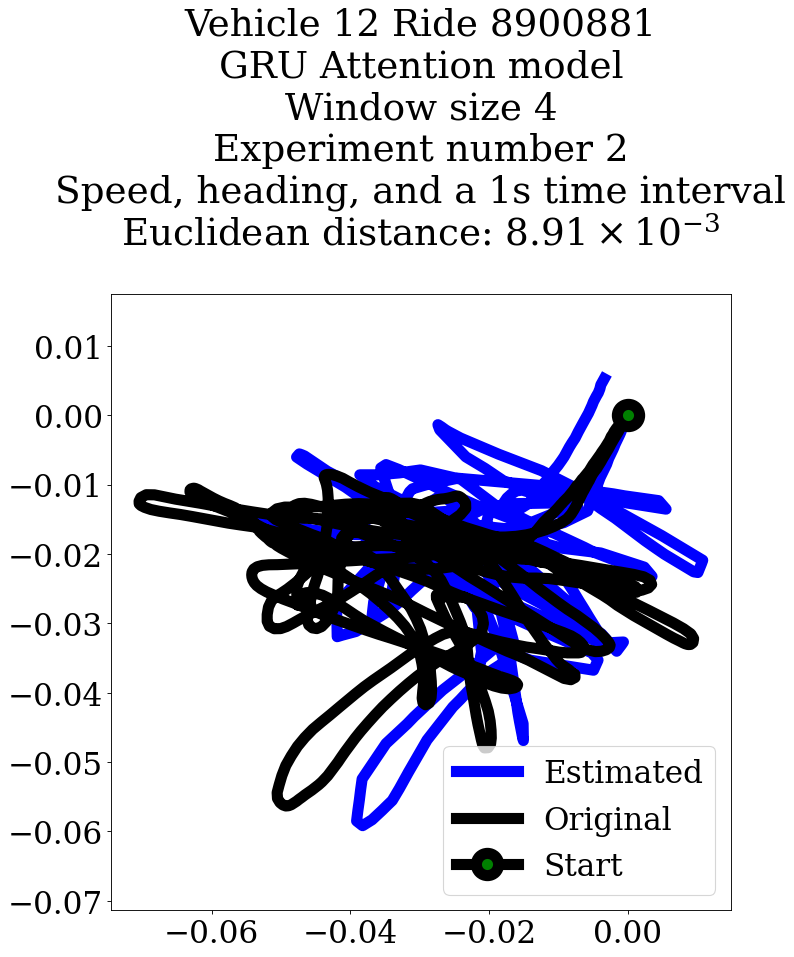 Vehicle 12 Ride 8900881
GRU Attention model
Window size 4
Experiment number 2
Speed, heading, and a 1s time interval
Euclidean distance: 8.91 × 10⁻³
0.01
0.00
−0.01
−0.02
−0.03
−0.04
−0.05
−0.06
−0.07
Estimated
Original
Start
−0.06 −0.04 −0.02 0.00